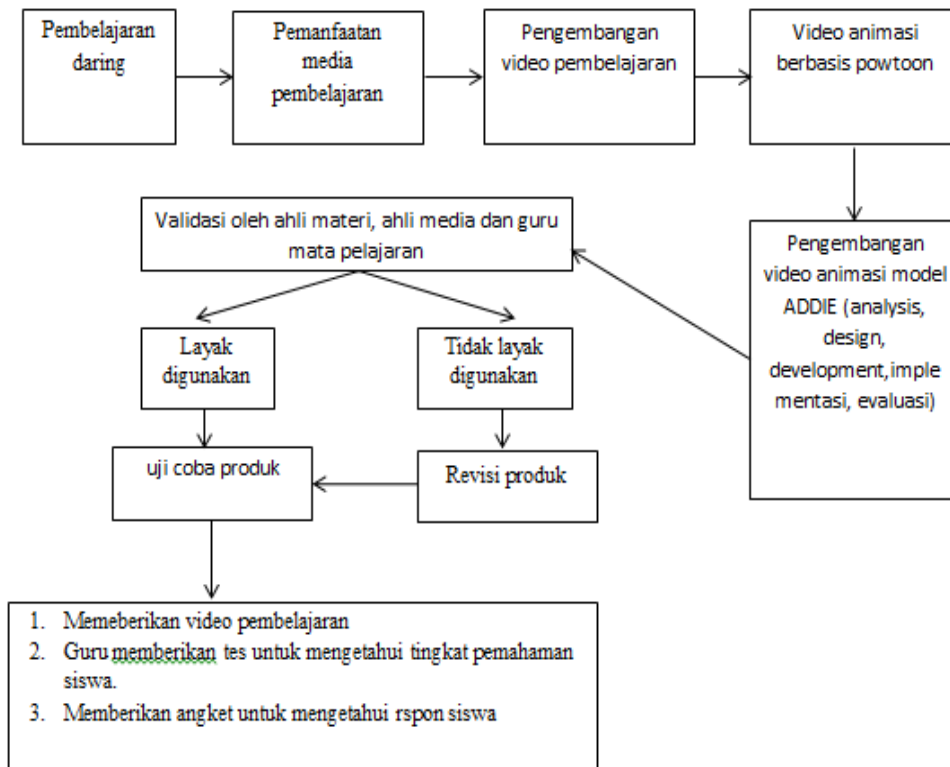 Pembelajaran
daring
Pemanfaatan
media
pembelajaran
Pengembangan
video pembelajaran
Video animasi
berbasis powtoon
Pengembangan
video animasi model
ADDIE (analysis,
design,
development,imple
mentasi, evaluasi)
Validasi oleh ahli materi, ahli media dan guru
mata pelajaran
Layak
digunakan
Tidak layak
digunakan
uji coba produk
Revisi produk
1. Memeberikan video pembelajaran
2. Guru memberikan tes untuk mengetahui tingkat pemahaman
siswa.
3. Memberikan angket untuk mengetahui rspon siswa